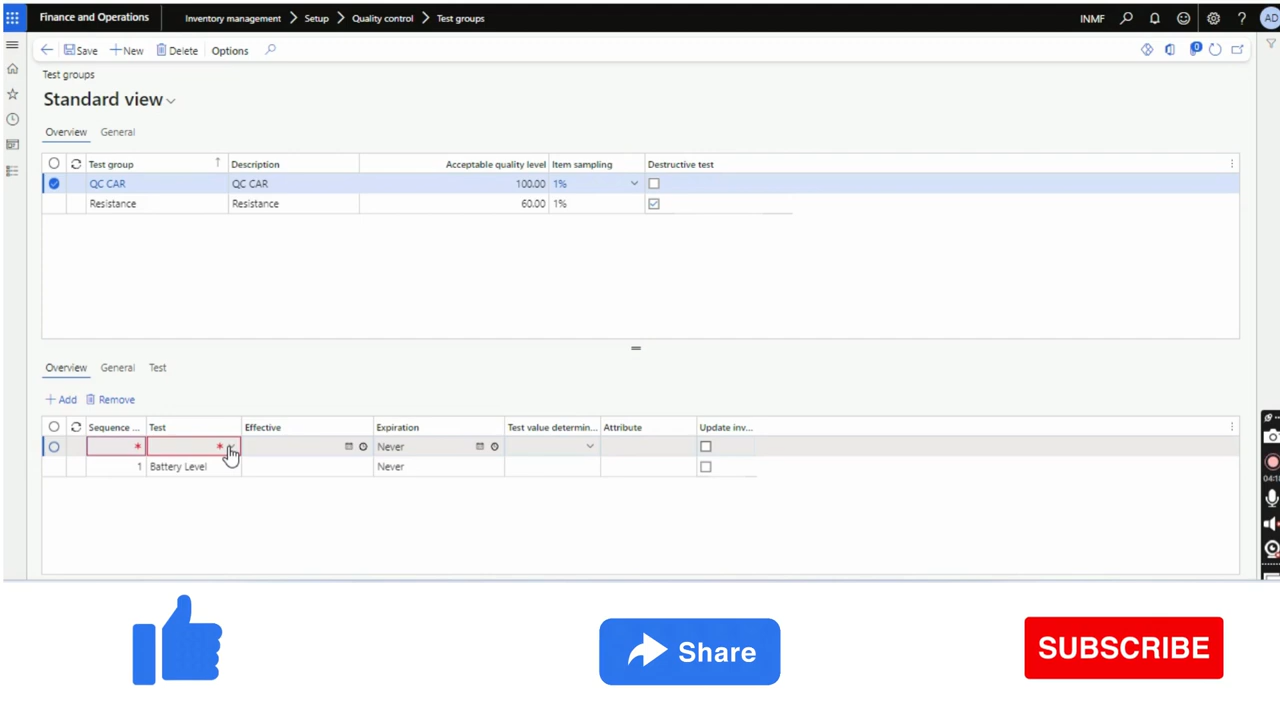 Finance and Operations Inventory management Setup Quality control Test groups INMF AD
Save New Delete Options 0
Test groups
Standard view
Overview General
Test group Description Acceptable quality level Item sampling Destructive test
QC CAR QC CAR 100.00 1%
Resistance Resistance 60.00 1%
Overview General Test
Add Remove
Sequence ... Test Effective Expiration Test value determin... Attribute Update inv...
* * Never
1 Battery Level Never
Share
SUBSCRIBE